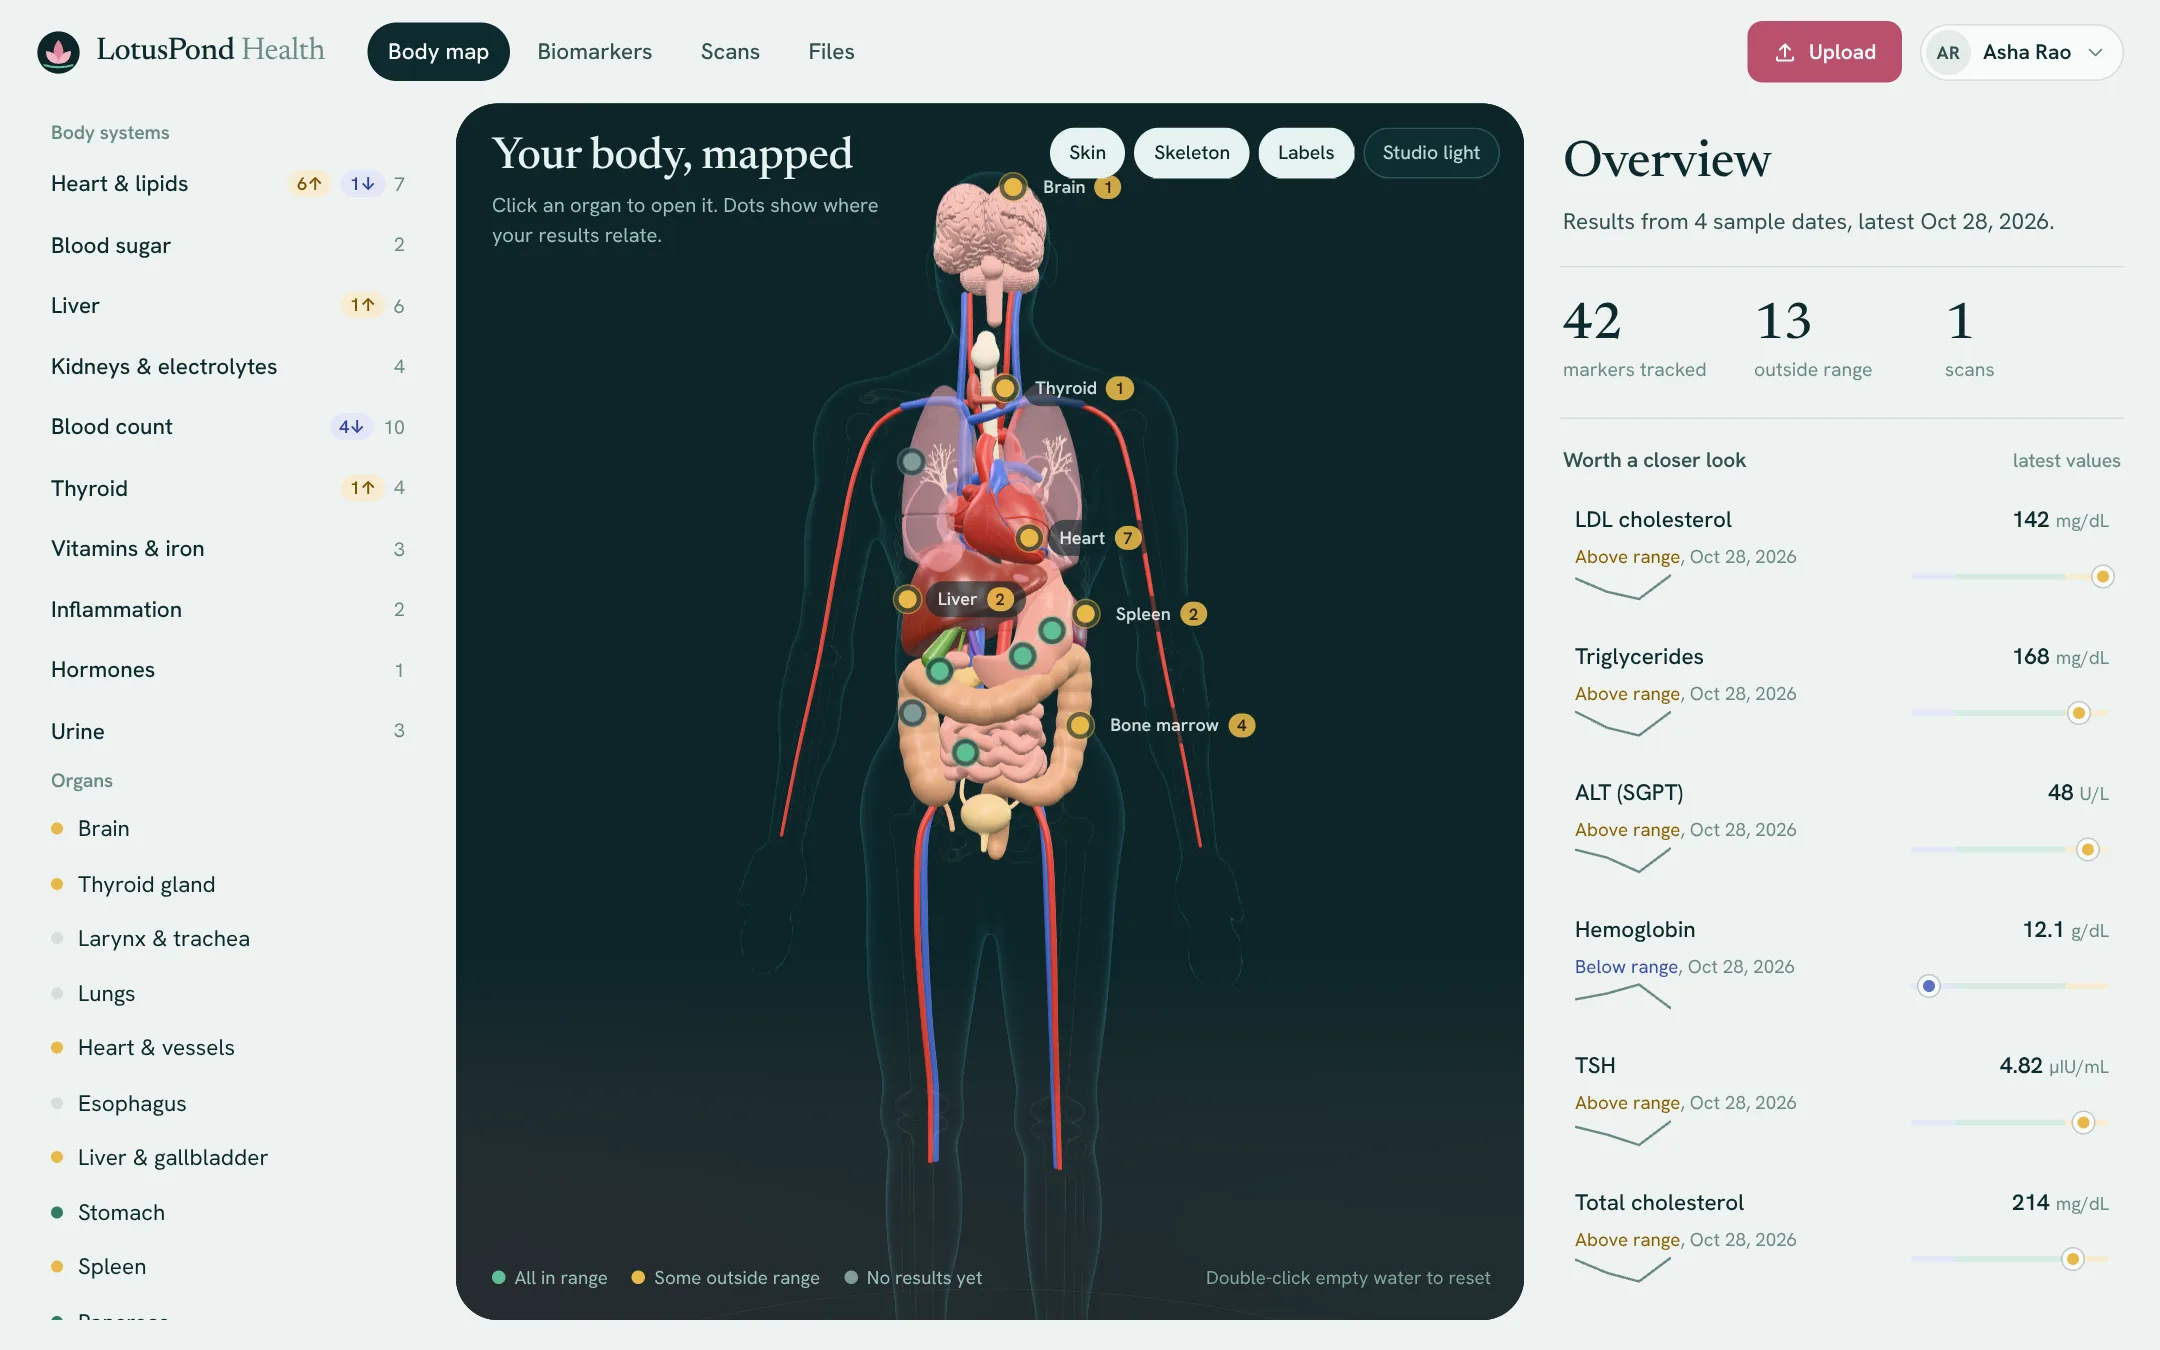 LotusPond Health
Body map
Biomarkers
Scans
Files
Upload
AR
Asha Rao
Body systems
Heart & lipids 6↑ 1↓ 7
Blood sugar 2
Liver 1↑ 6
Kidneys & electrolytes 4
Blood count 4↓ 10
Thyroid 1↑ 4
Vitamins & iron 3
Inflammation 2
Hormones 1
Urine 3
Organs
Brain
Thyroid gland
Larynx & trachea
Lungs
Heart & vessels
Esophagus
Liver & gallbladder
Stomach
Spleen
Your body, mapped
Click an organ to open it. Dots show where
your results relate.
Skin
Skeleton
Labels
Studio light
Brain 1
Thyroid 1
Heart 7
Liver 2
Spleen 2
Bone marrow 4
All in range
Some outside range
No results yet
Double-click empty water to reset
Overview
Results from 4 sample dates, latest Oct 28, 2026.
42
markers tracked
13
outside range
1
scans
Worth a closer look
latest values
LDL cholesterol 142 mg/dL
Above range, Oct 28, 2026
Triglycerides 168 mg/dL
Above range, Oct 28, 2026
ALT (SGPT) 48 U/L
Above range, Oct 28, 2026
Hemoglobin 12.1 g/dL
Below range, Oct 28, 2026
TSH 4.82 µIU/mL
Above range, Oct 28, 2026
Total cholesterol 214 mg/dL
Above range, Oct 28, 2026